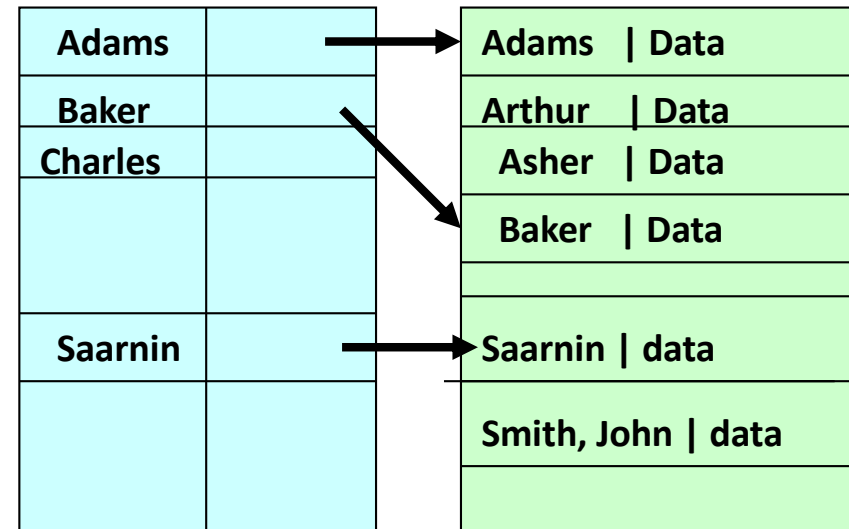 Adams
Baker
Charles
Saarnin
Adams | Data
Arthur | Data
Asher | Data
Baker | Data
Saarnin | data
Smith, John | data